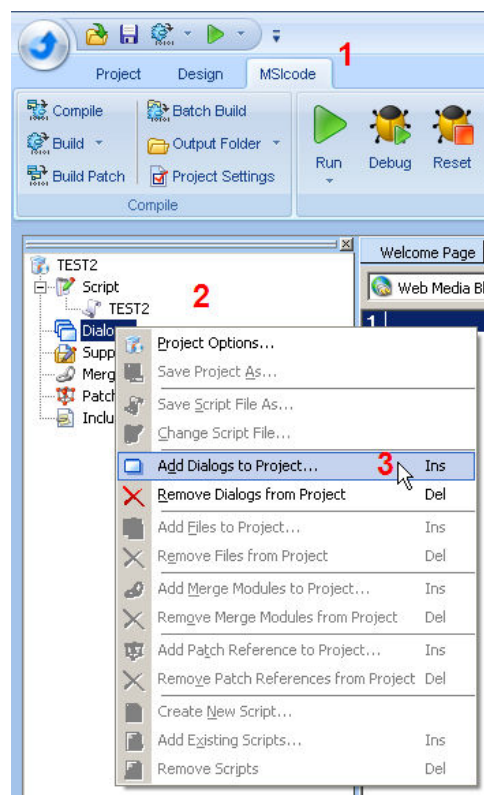 1
Project Design MSIcode
Compile Batch Build
Build Output Folder
Build Patch Project Settings
Run Debug Reset
Compile
Welcome Page
TEST2
Web Media Bl
Script
TEST2
2
1
Dialo
Supp
Merg
Patch
Inclu
Project Options...
Save Project As...
Save Script File As...
Change Script File...
Add Dialogs to Project... 3 Ins
Remove Dialogs from Project Del
Add Files to Project... Ins
Remove Files from Project Del
Add Merge Modules to Project... Ins
Remove Merge Modules from Project Del
Add Patch Reference to Project... Ins
Remove Patch References from Project Del
Create New Script...
Add Existing Scripts... Ins
Remove Scripts Del